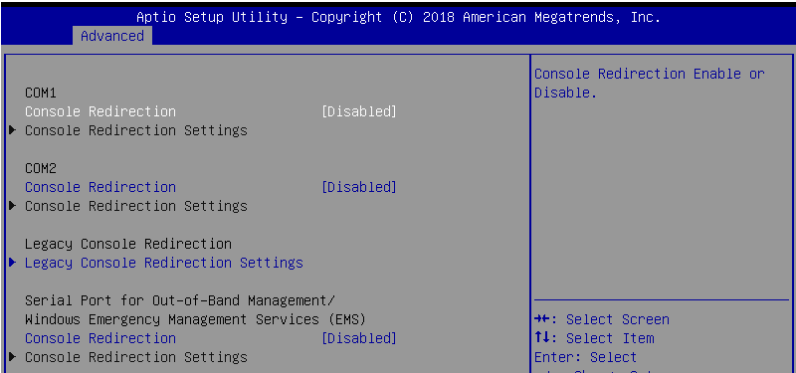 Aptio Setup Utility – Copyright (C) 2018 American Megatrends, Inc.
Advanced
COM1
Console Redirection [Disabled]
Console Redirection Settings
COM2
Console Redirection [Disabled]
Console Redirection Settings
Legacy Console Redirection
Legacy Console Redirection Settings
Serial Port for Out-of-Band Management/
Windows Emergency Management Services (EMS)
Console Redirection [Disabled]
Console Redirection Settings
Console Redirection Enable or
Disable.
→←: Select Screen
↑↓: Select Item
Enter: Select